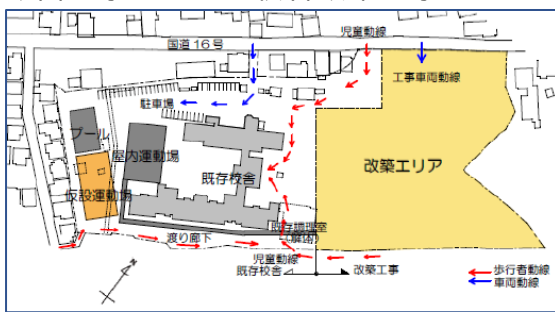 児童動線
国道16号
工事車両動線
駐車場
プール
屋内運動場
既存校舎
改築エリア
仮設運動場
既存調理室
(解体)
渡り廊下
児童動線
既存校舎
改築工事
歩行者動線
車両動線